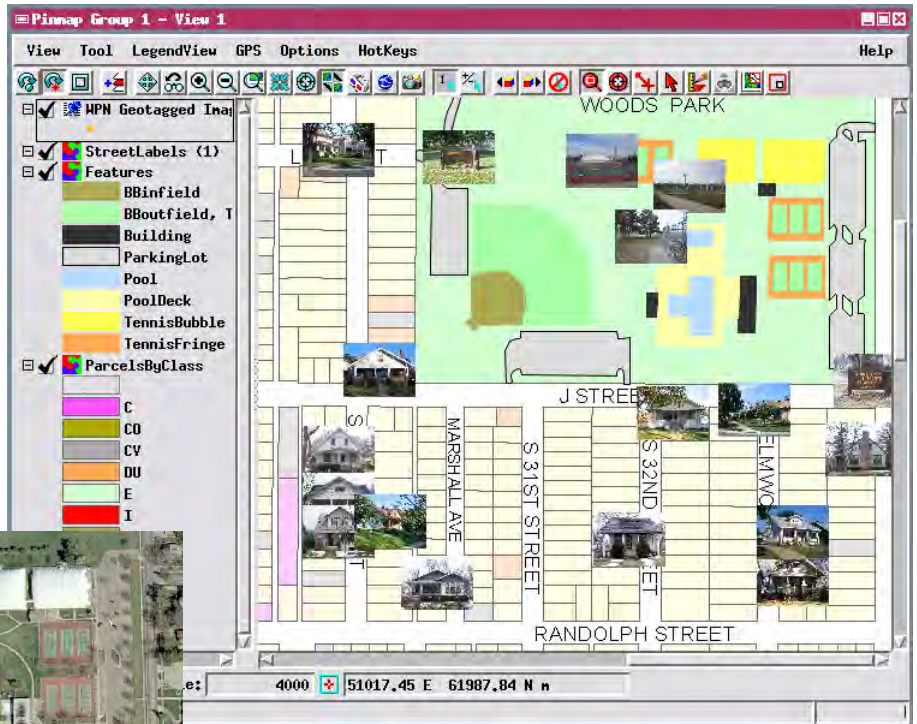 Pinmap Group 1 - View 1
View Tool LegendView GPS Options HotKeys Help
WPN Geotagged Imag
StreetLabels (1)
Features
BBinfield
BBoutfield, T
Building
ParkingLot
Pool
PoolDeck
TennisBubble
TennisFringe
ParcelsByClass
C
CO
CV
DU
E
I
WOODS PARK
L T
J STREE
S
T
MARSHALL AVE
S 31ST STREET
S 32ND
ET
ELMWO
RANDOLPH STREET
e: 4000 51017.45 E 61987.84 N m